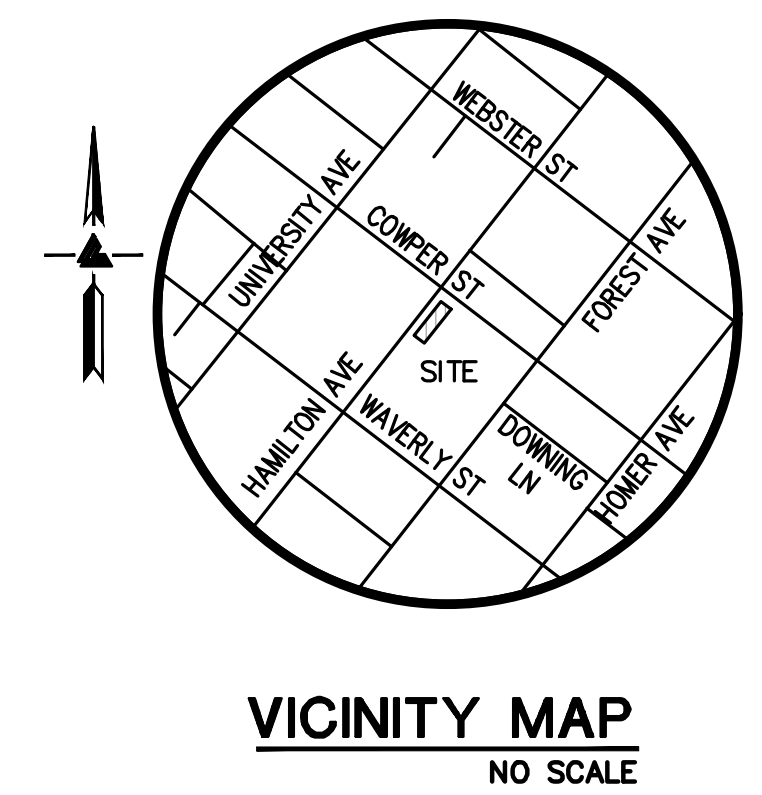 WEBSTER ST
UNIVERSITY AVE
COWPER ST
FOREST AVE
SITE
HAMILTON AVE
WAVERLY ST
DOWNING
LN
HOMER AVE
VICINITY MAP
NO SCALE